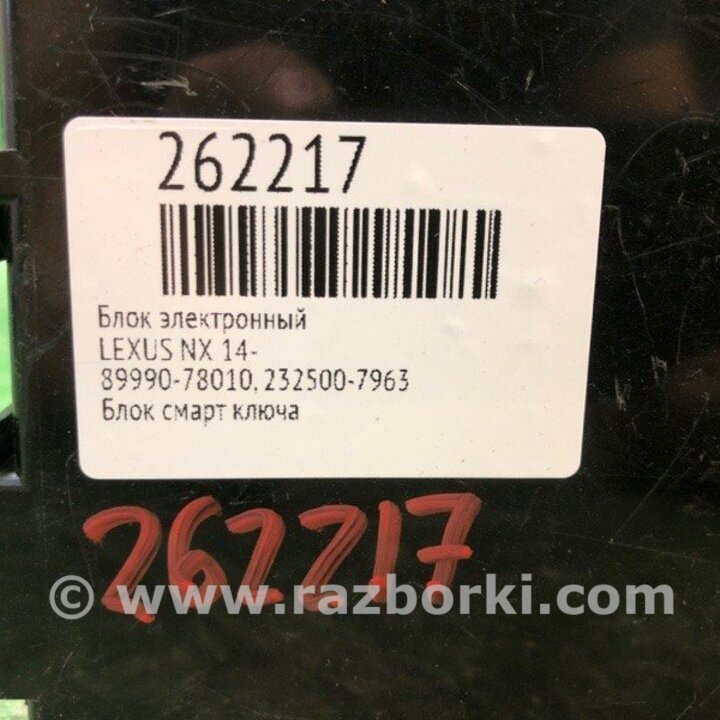 262217
Блок электронный
LEXUS NX 14-
89990-78010, 232500-7963
Блок смарт ключа
262217
© www.razborki.com